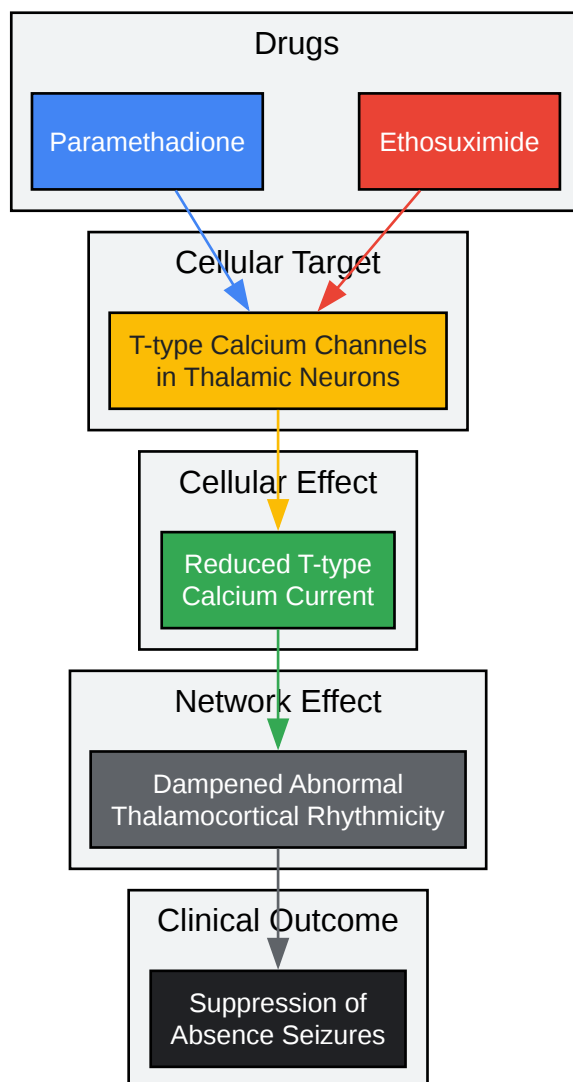 Drugs
Paramethadione
Ethosuximide
Cellular Target
T-type Calcium Channels
in Thalamic Neurons
Cellular Effect
Reduced T-type
Calcium Current
Network Effect
Dampened Abnormal
Thalamocortical Rhythmicity
Clinical Outcome
Suppression of
Absence Seizures